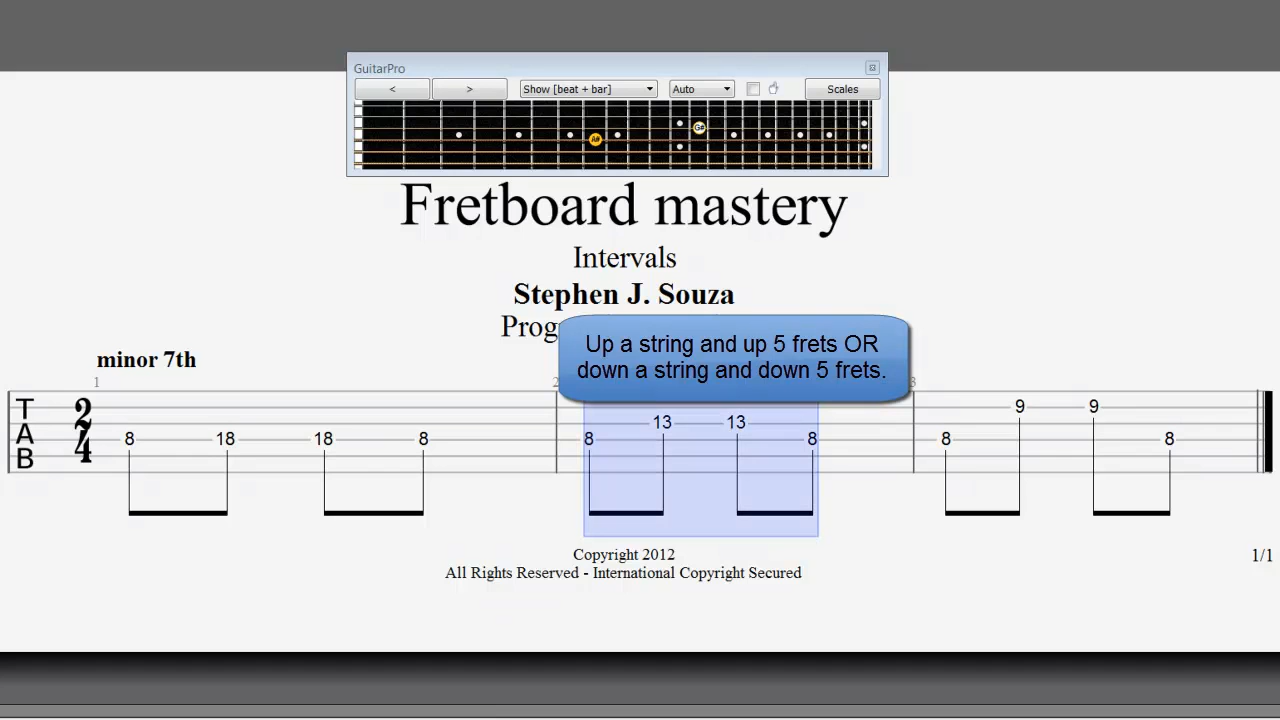 GuitarPro
< > Show [beat + bar] Auto Scales
A# G#
Fretboard mastery
Intervals
Stephen J. Souza
Prog
Up a string and up 5 frets OR
down a string and down 5 frets.
minor 7th
1 2 3
T A B 2 4
9 9
13 13
8 18 18 8 8 8 8 8
Copyright 2012
All Rights Reserved - International Copyright Secured
1/1